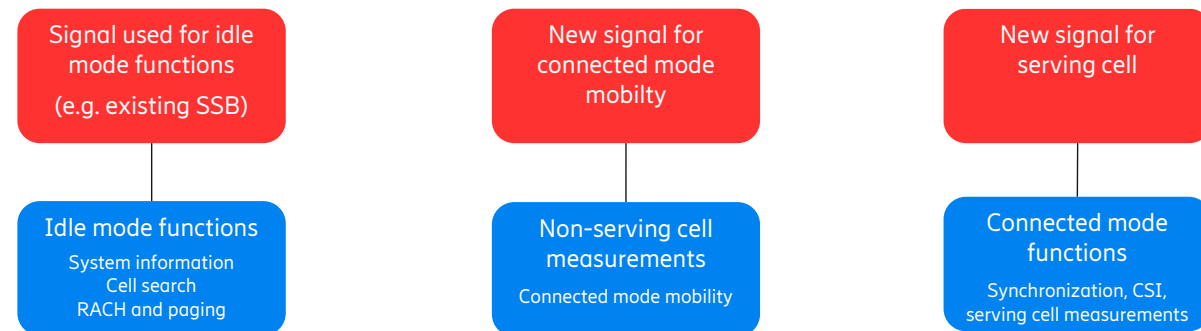 Signal used for idle
mode functions
(e.g. existing SSB)
New signal for
connected mode
mobilty
New signal for
serving cell
Idle mode functions
System information
Cell search
RACH and paging
Non-serving cell
measurements
Connected mode mobility
Connected mode
functions
Synchronization, CSI,
serving cell measurements